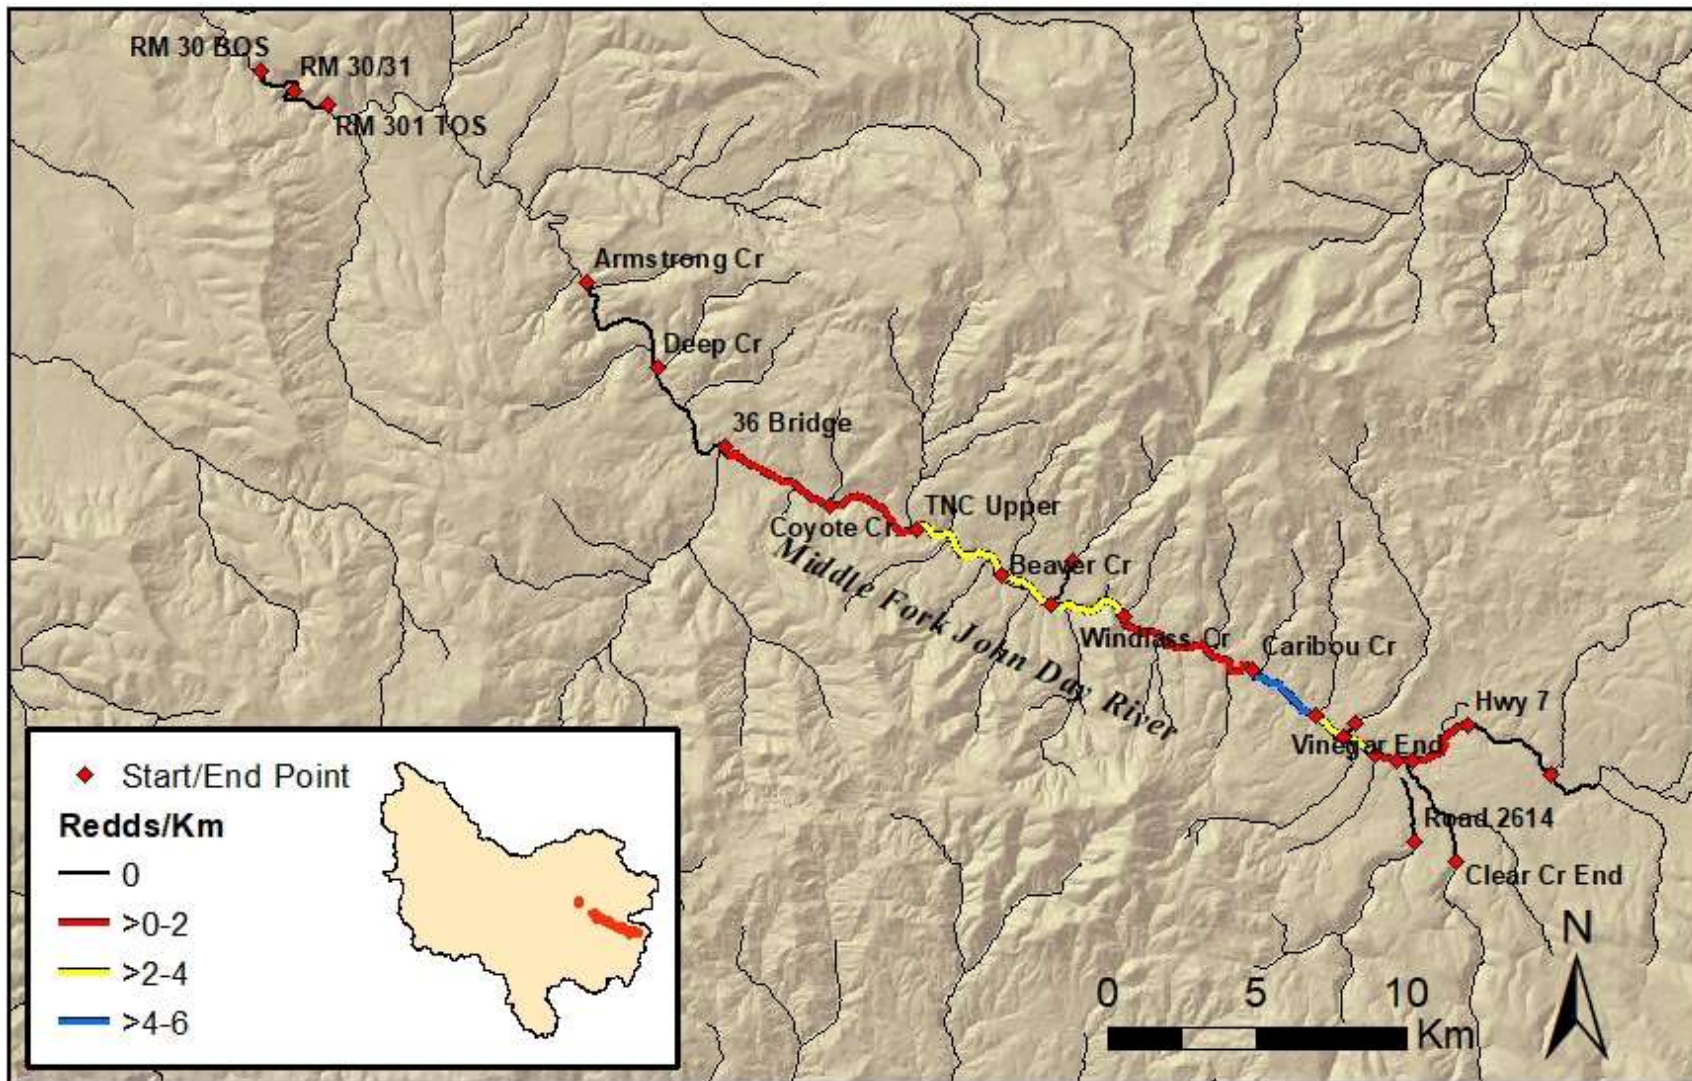 RM 30 BOS
RM 30/31
RM 301 TOS
Armstrong Cr
Deep Cr
36 Bridge
TNC Upper
Coyote Cr
Beaver Cr
Middle Fork John Day River
Windlass Cr
Caribou Cr
Hwy 7
Vinegar End
Road 2614
Clear Cr End
Start/End Point
Redds/Km
0
>0-2
>2-4
>4-6
N
0 5 10
Km